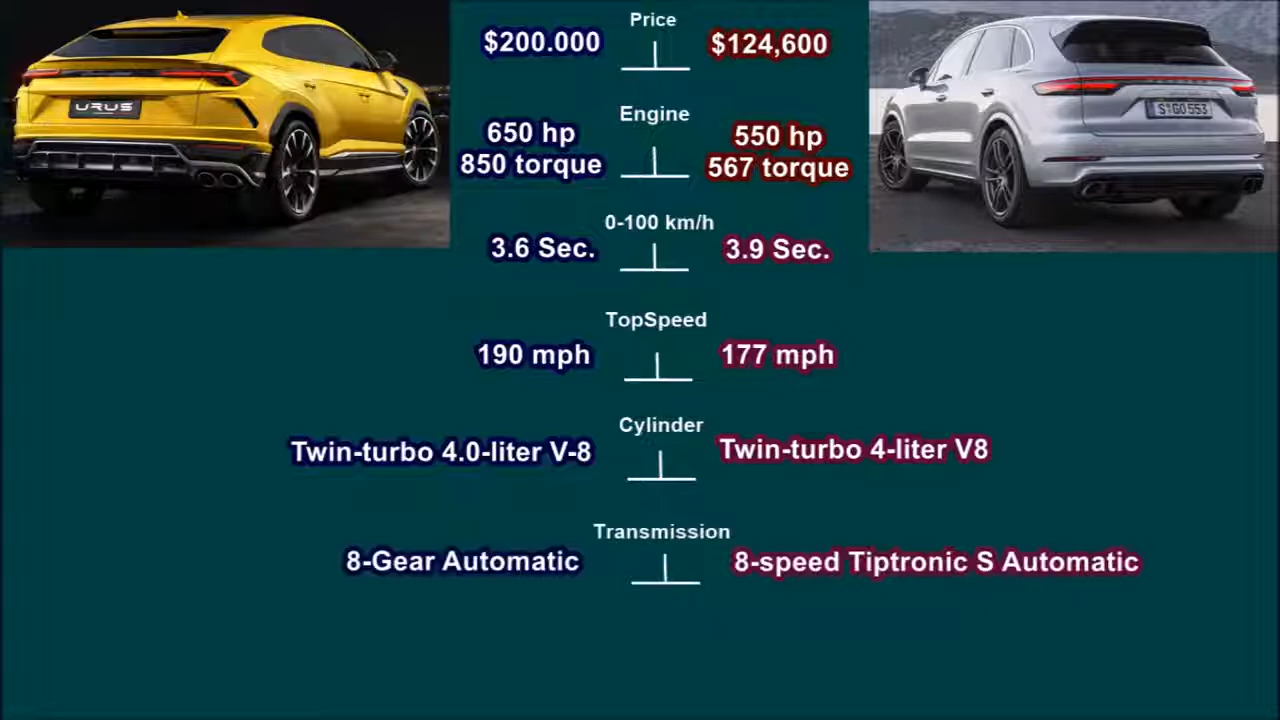 Price
$200.000
$124,600
URUS
S·GO553
Engine
650 hp
850 torque
550 hp
567 torque
0-100 km/h
3.6 Sec.
3.9 Sec.
TopSpeed
190 mph
177 mph
Cylinder
Twin-turbo 4.0-liter V-8
Twin-turbo 4-liter V8
Transmission
8-Gear Automatic
8-speed Tiptronic S Automatic